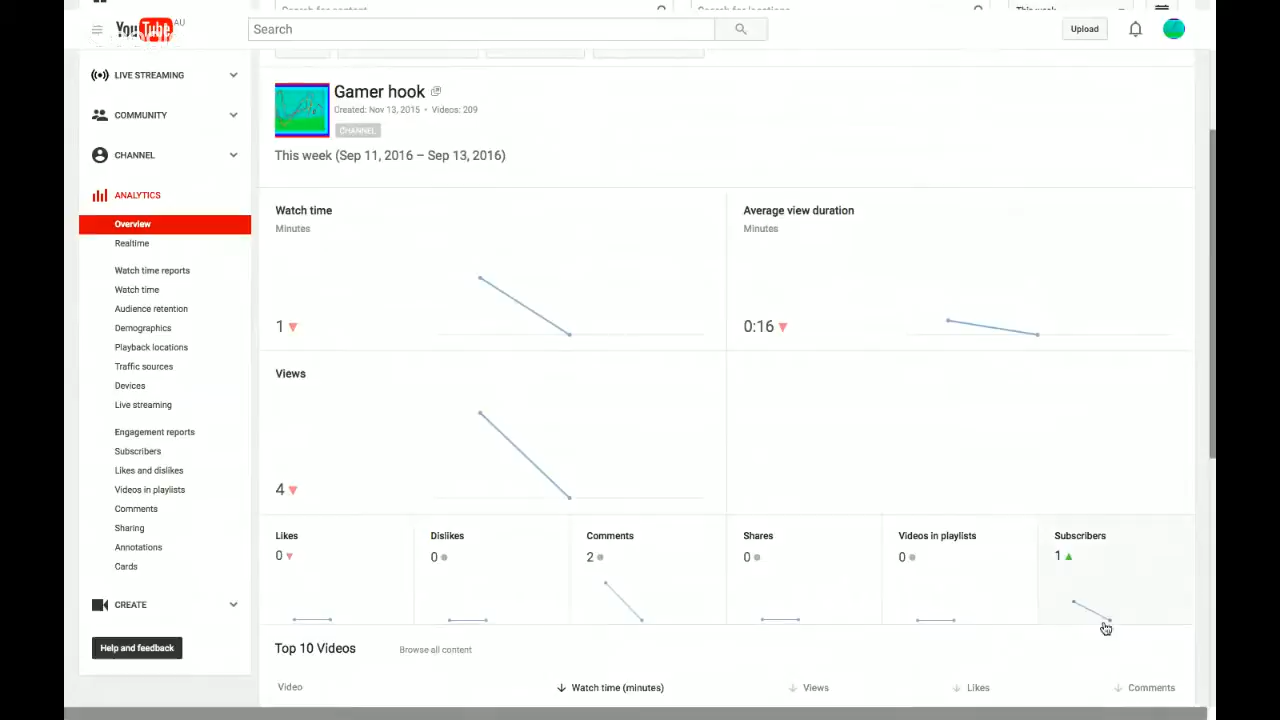 YouTube AU
Search
Upload
This week
LIVE STREAMING
COMMUNITY
CHANNEL
ANALYTICS
Overview
Realtime
Watch time reports
Watch time
Audience retention
Demographics
Playback locations
Traffic sources
Devices
Live streaming
Engagement reports
Subscribers
Likes and dislikes
Videos in playlists
Comments
Sharing
Annotations
Cards
CREATE
Help and feedback
Gamer hook
Created: Nov 13, 2015 • Videos: 209
CHANNEL
This week (Sep 11, 2016 – Sep 13, 2016)
Watch time
Minutes
1
Average view duration
Minutes
0:16
Views
4
Likes
0
Dislikes
0
Comments
2
Shares
0
Videos in playlists
0
Subscribers
1
Top 10 Videos Browse all content
Video Watch time (minutes) Views Likes Comments